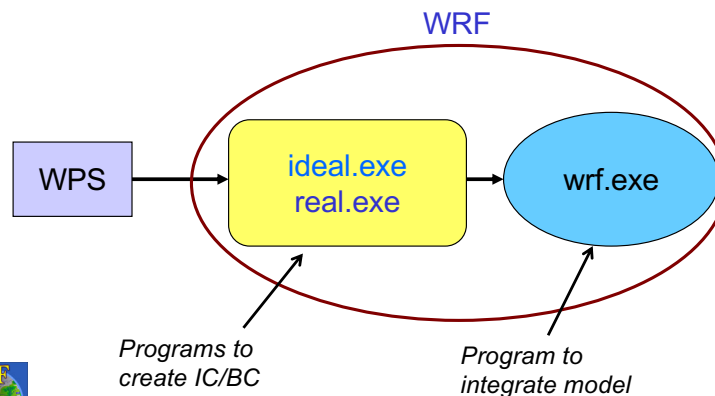 WRF
WPS
ideal.exe
real.exe
wrf.exe
Programs to
create IC/BC
Program to
integrate model